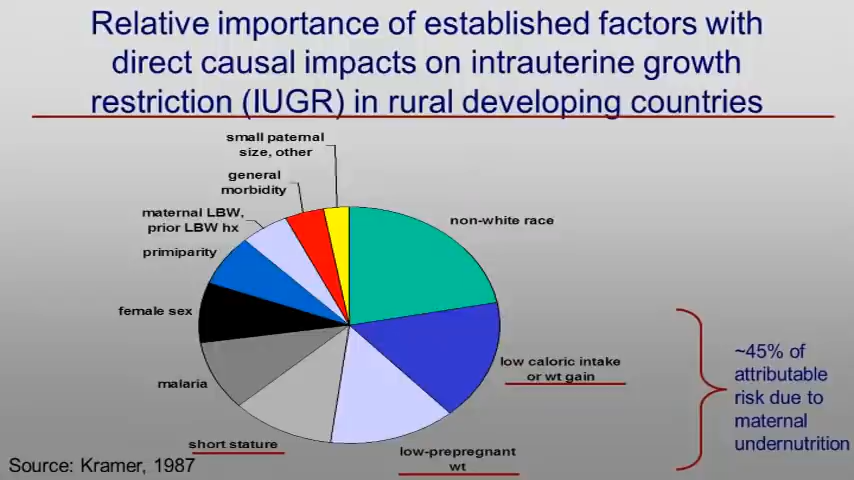 Relative importance of established factors with
direct causal impacts on intrauterine growth
restriction (IUGR) in rural developing countries
small paternal
size, other
general
morbidity
maternal LBW,
prior LBW hx
non-white race
primiparity
female sex
low caloric intake
or wt gain
malaria
short stature
low-prepregnant
wt
~45% of
attributable
risk due to
maternal
undernutrition
Source: Kramer, 1987